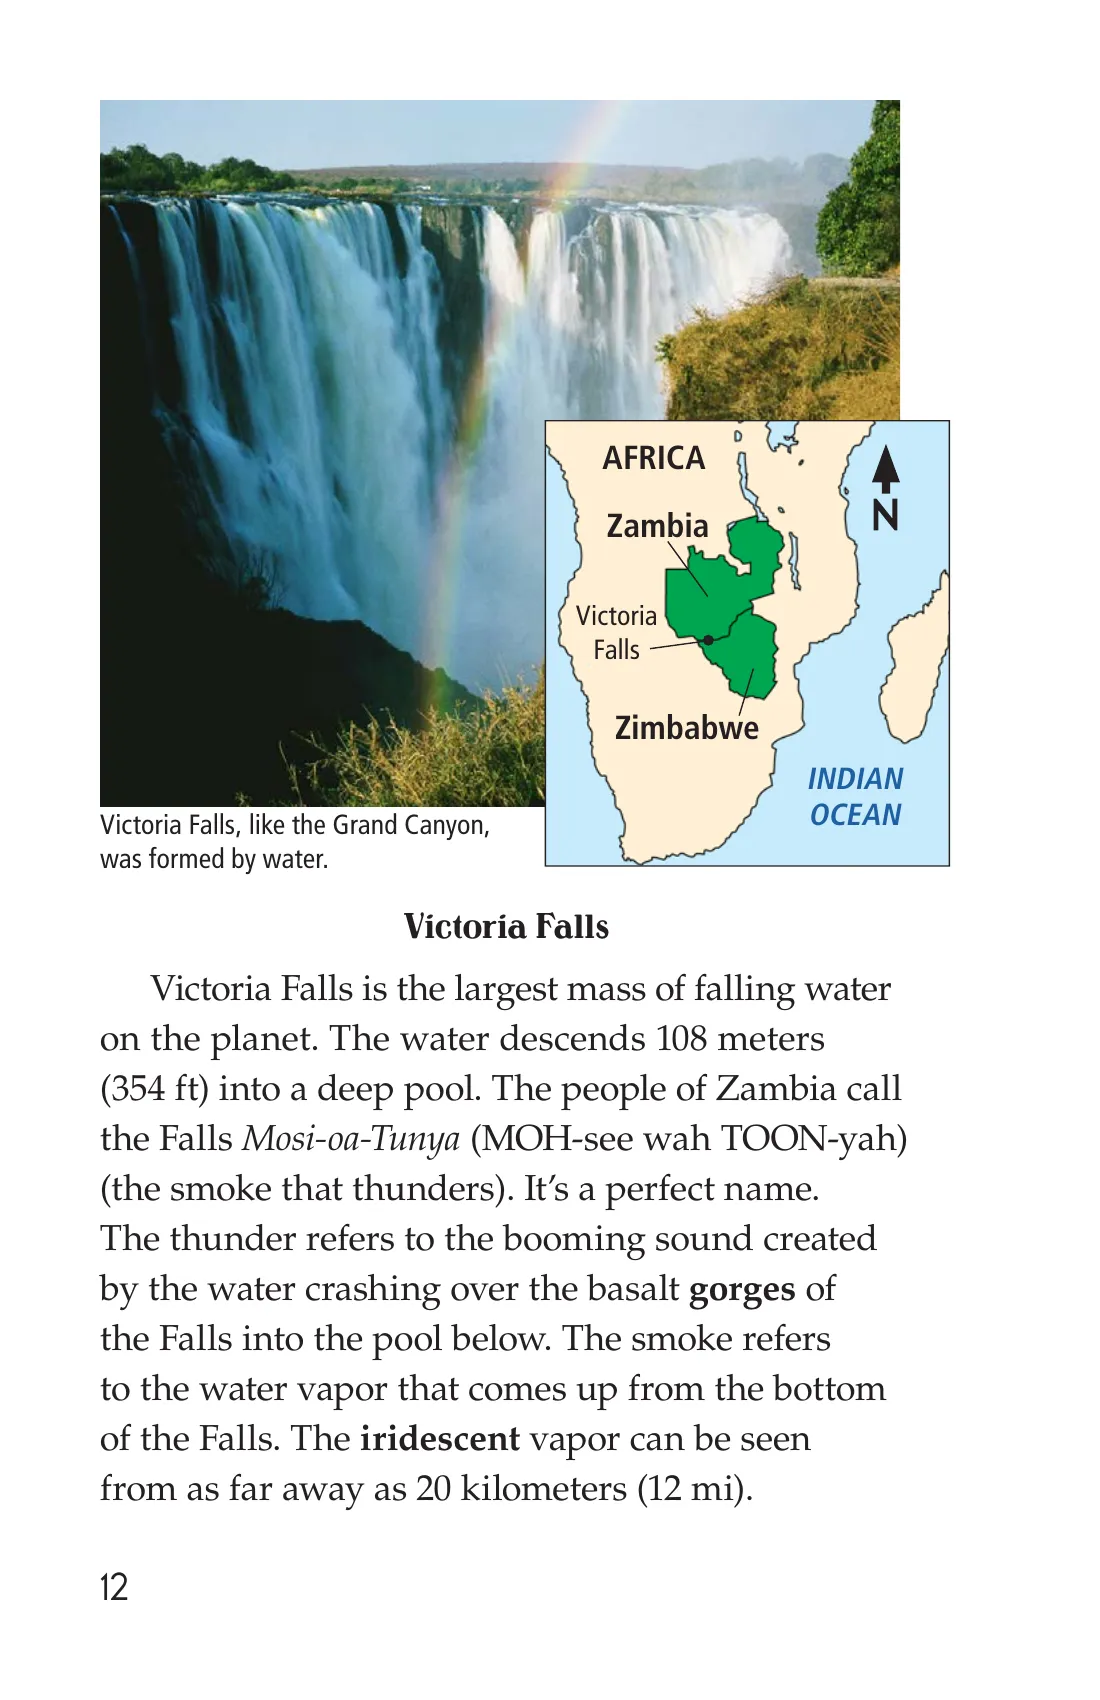 AFRICA
N
Zambia
Victoria
Falls
Zimbabwe
INDIAN
OCEAN
Victoria Falls, like the Grand Canyon,
was formed by water.
Victoria Falls
Victoria Falls is the largest mass of falling water
on the planet. The water descends 108 meters
(354 ft) into a deep pool. The people of Zambia call
the Falls Mosi-oa-Tunya (MOH-see wah TOON-yah)
(the smoke that thunders). It’s a perfect name.
The thunder refers to the booming sound created
by the water crashing over the basalt gorges of
the Falls into the pool below. The smoke refers
to the water vapor that comes up from the bottom
of the Falls. The iridescent vapor can be seen
from as far away as 20 kilometers (12 mi).
12